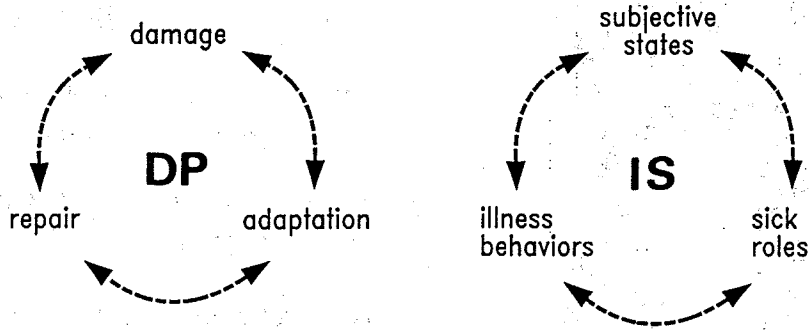 damage
DP
repair
adaptation
subjective
states
IS
illness
behaviors
sick
roles